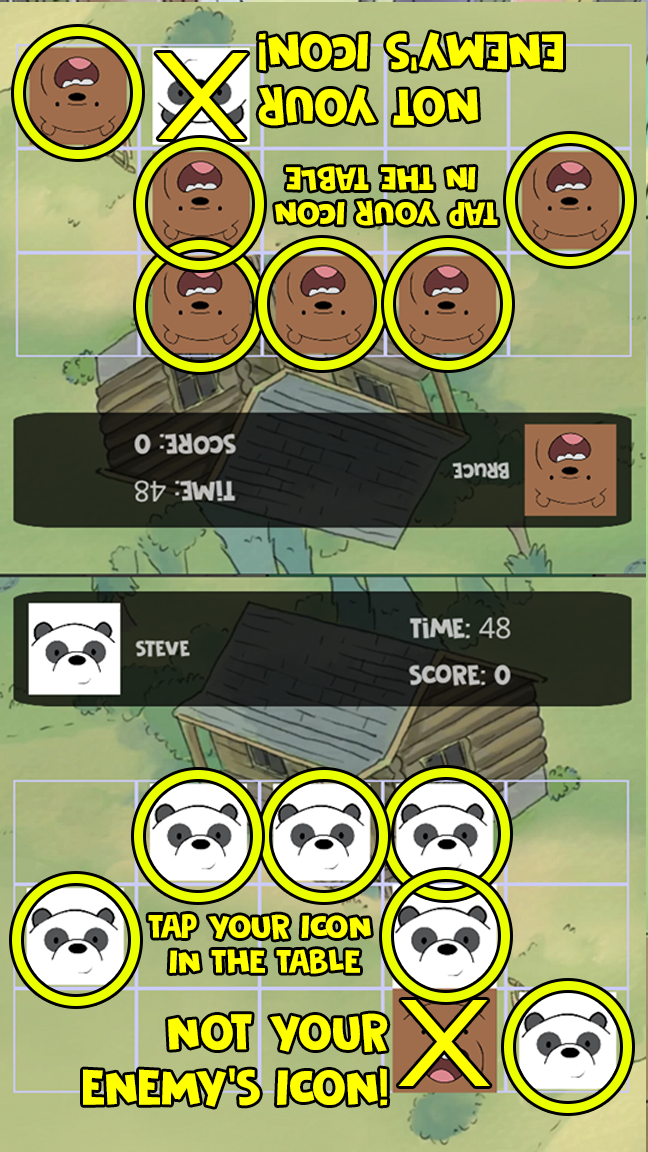 NOT YOUR
ENEMY'S ICON!
TAP YOUR ICON
IN THE TABLE
BRUCE
TIME: 48
SCORE: 0
STEVE
TIME: 48
SCORE: 0
TAP YOUR ICON
IN THE TABLE
NOT YOUR
ENEMY'S ICON!